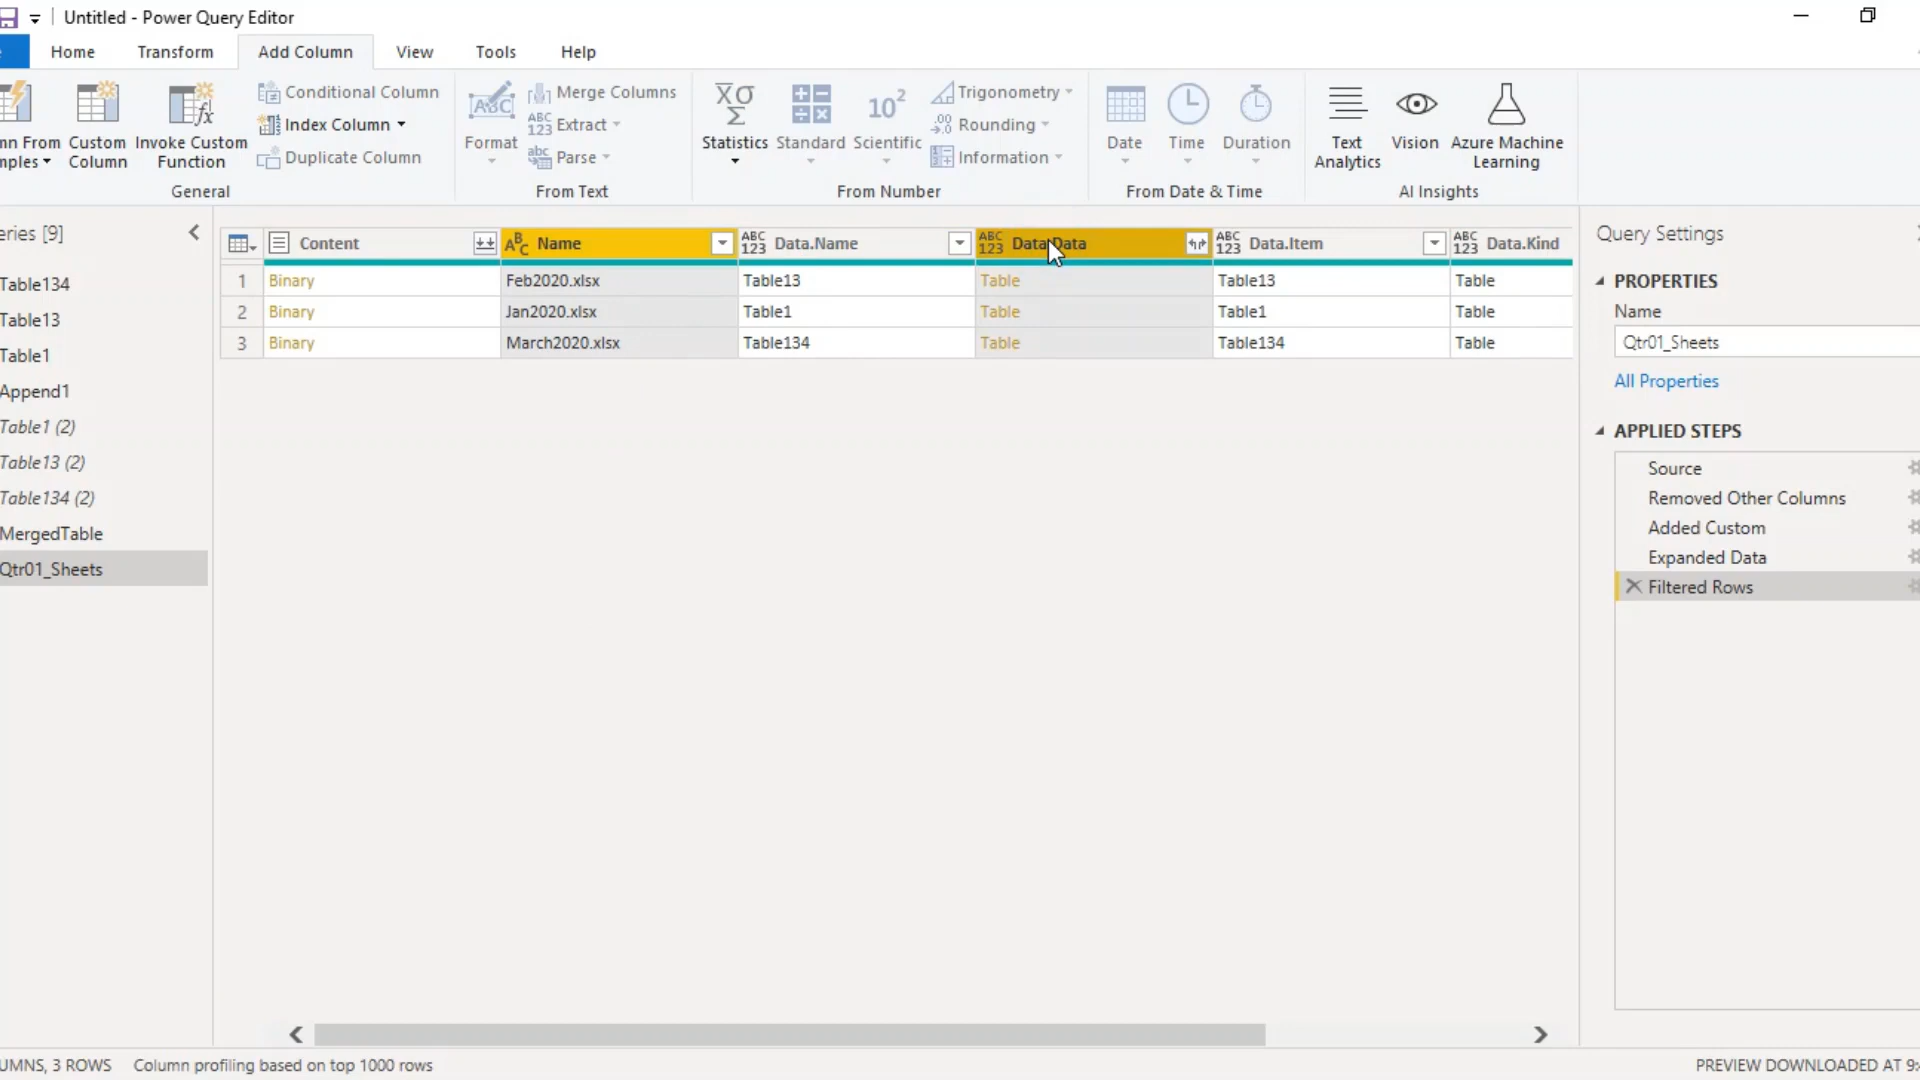 Untitled - Power Query Editor
Home Transform Add Column View Tools Help
Conditional Column
Index Column
Duplicate Column
Custom Column
Invoke Custom Function
General
Format
Merge Columns
Extract
Parse
From Text
Statistics
Standard
Scientific
Trigonometry
Rounding
Information
From Number
Date
Time
Duration
From Date & Time
Text Analytics
Vision
Azure Machine Learning
AI Insights
[9]
Table134
Table13
Table1
Append1
Table1 (2)
Table13 (2)
Table134 (2)
MergedTable
Qtr01_Sheets
Content Name Data.Name Data.Data Data.Item Data.Kind
1 Binary Feb2020.xlsx Table13 Table Table13 Table
2 Binary Jan2020.xlsx Table1 Table Table1 Table
3 Binary March2020.xlsx Table134 Table Table134 Table
Query Settings
PROPERTIES
Name
Qtr01_Sheets
All Properties
APPLIED STEPS
Source
Removed Other Columns
Added Custom
Expanded Data
Filtered Rows
UMNS, 3 ROWS Column profiling based on top 1000 rows
PREVIEW DOWNLOADED AT 9: